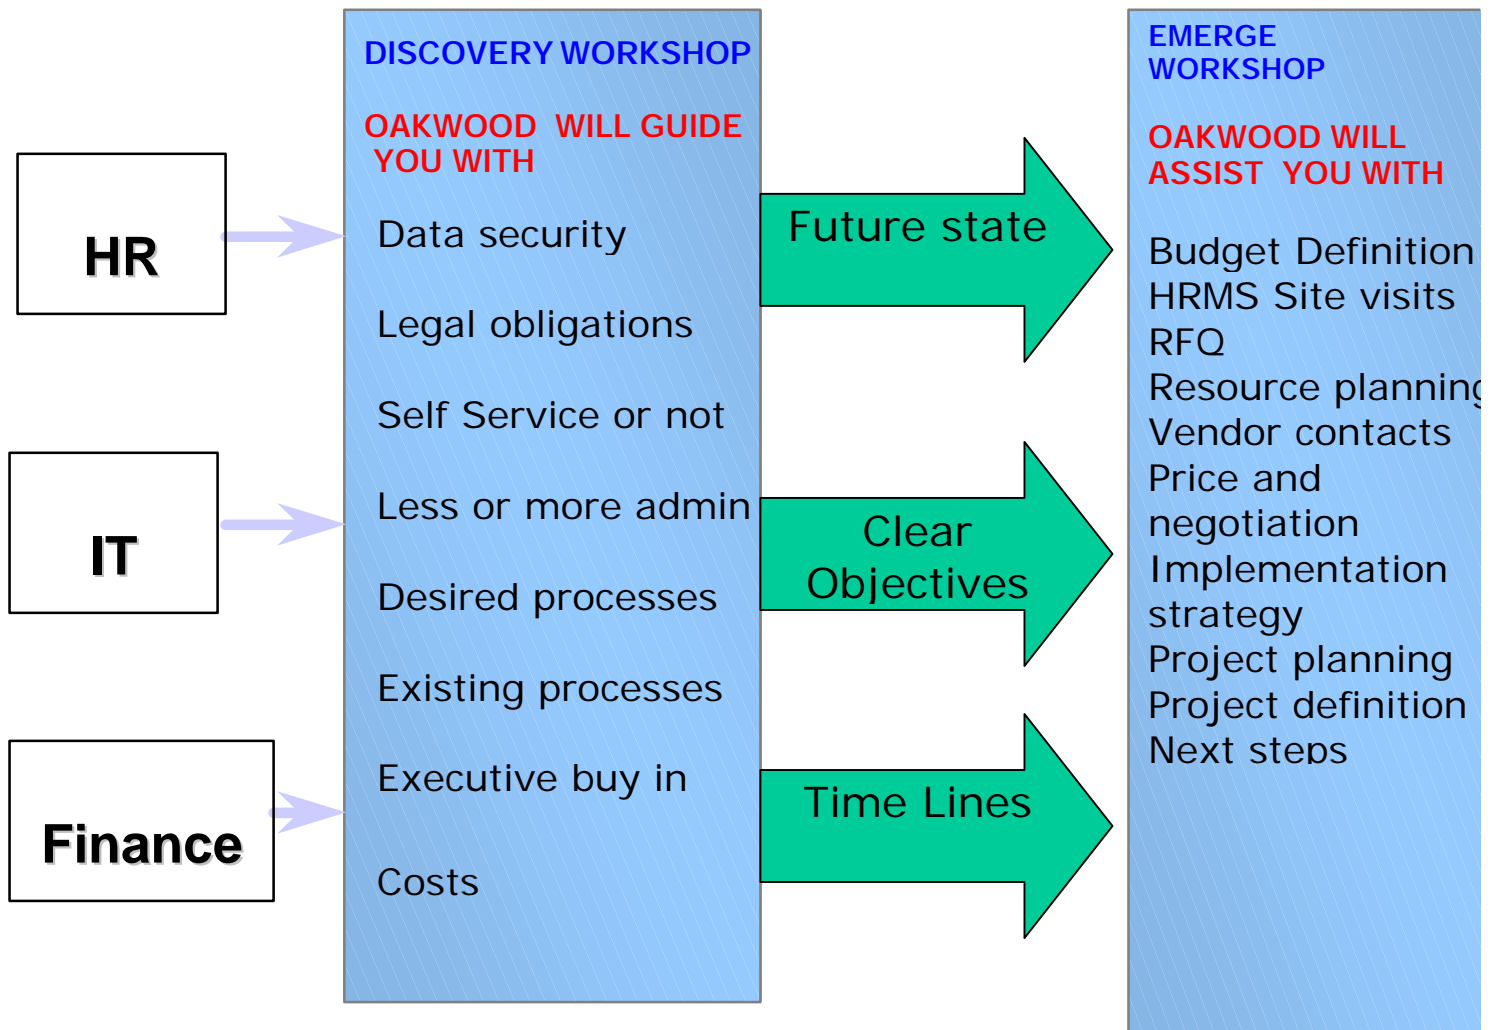 HR
IT
Finance
DISCOVERY WORKSHOP
OAKWOOD WILL GUIDE
YOU WITH
Data security
Legal obligations
Self Service or not
Less or more admin
Desired processes
Existing processes
Executive buy in
Costs
Future state
Clear
Objectives
Time Lines
EMERGE
WORKSHOP
OAKWOOD WILL
ASSIST YOU WITH
Budget Definition
HRMS Site visits
RFQ
Resource planning
Vendor contacts
Price and
negotiation
Implementation
strategy
Project planning
Project definition
Next steps